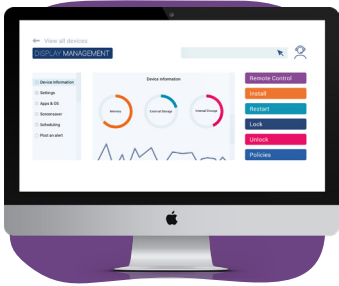 View all devices
DISPLAY MANAGEMENT
Device Information
Settings
Apps & OS
Screensaver
Scheduling
Post an alert
Device information
Memory
External Storage
Internal Storage
Remote Control
Install
Restart
Lock
Unlock
Policies